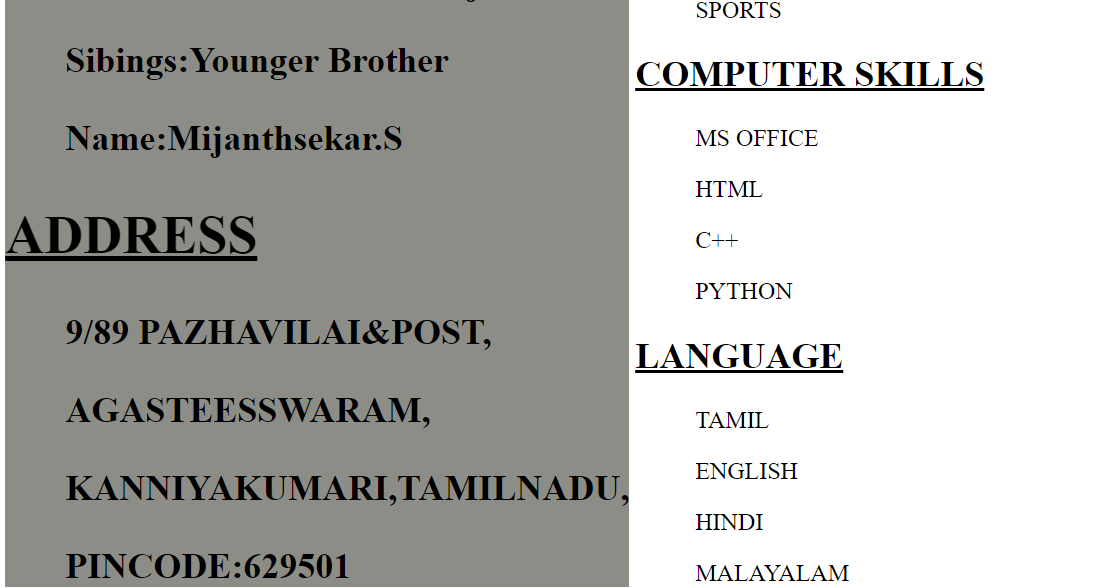 Sibings:Younger Brother
Name:Mijanthsekar.S
ADDRESS
9/89 PAZHAVILAI&POST,
AGASTEESSWARAM,
KANNIYAKUMARI,TAMILNADU,
PINCODE:629501
SPORTS
COMPUTER SKILLS
MS OFFICE
HTML
C++
PYTHON
LANGUAGE
TAMIL
ENGLISH
HINDI
MALAYALAM